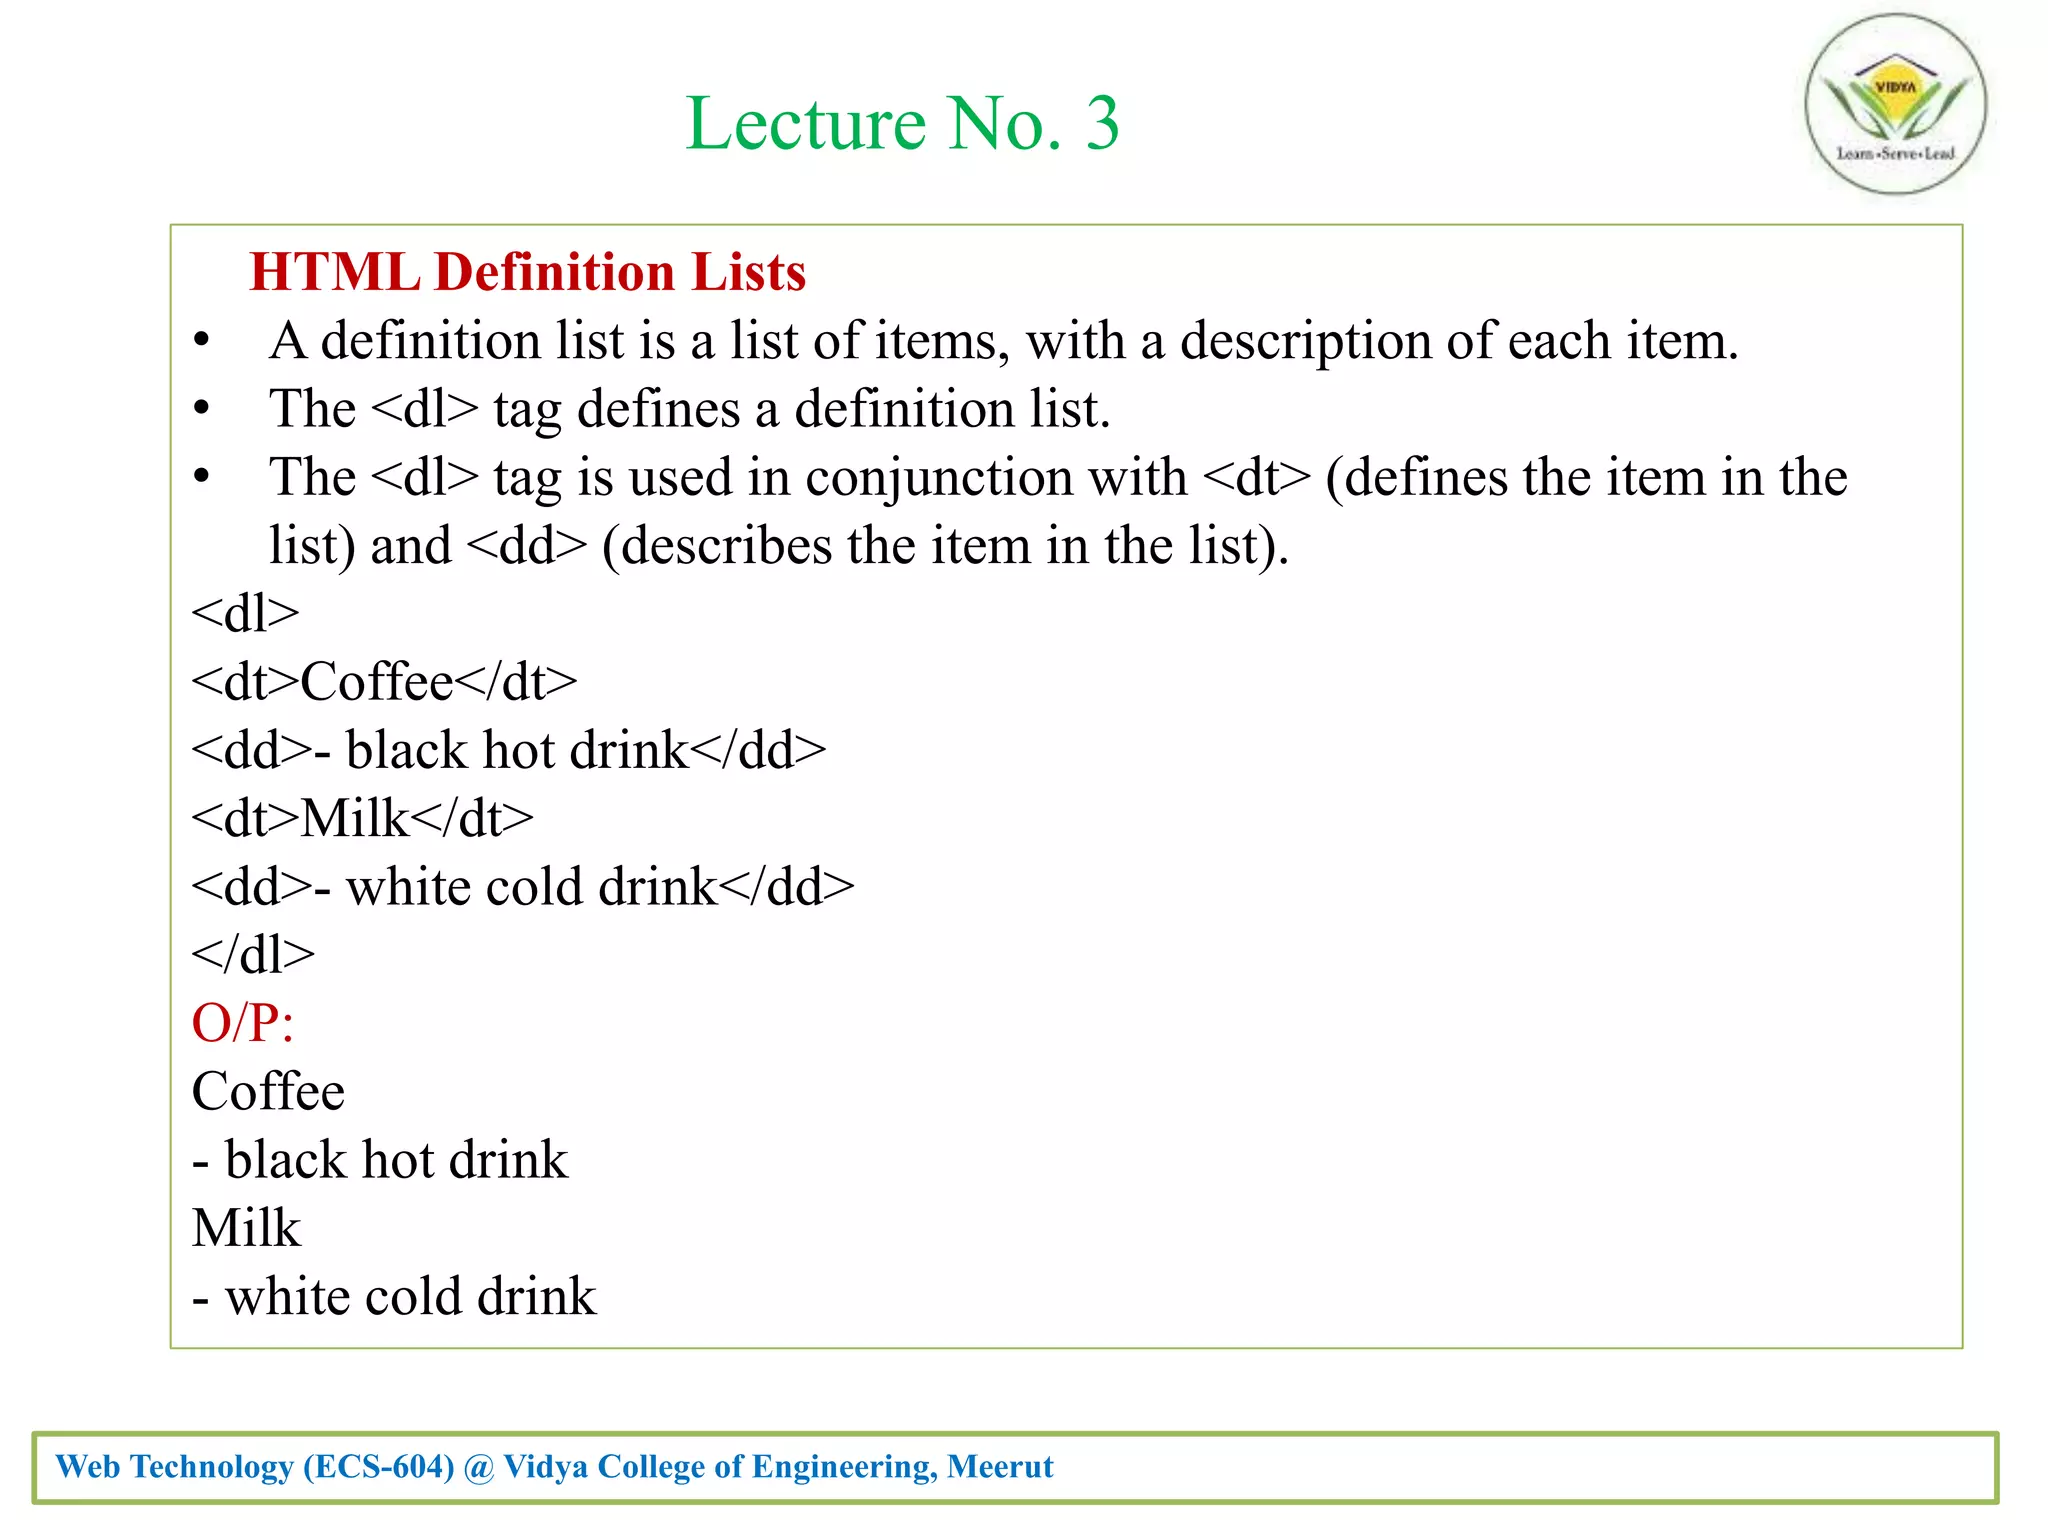 Lecture No. 3
VIDYA
Learn•Serve•Lead
HTML Definition Lists
• A definition list is a list of items, with a description of each item.
• The <dl> tag defines a definition list.
• The <dl> tag is used in conjunction with <dt> (defines the item in the
list) and <dd> (describes the item in the list).
<dl>
<dt>Coffee</dt>
<dd>- black hot drink</dd>
<dt>Milk</dt>
<dd>- white cold drink</dd>
</dl>
O/P:
Coffee
- black hot drink
Milk
- white cold drink
Web Technology (ECS-604) @ Vidya College of Engineering, Meerut